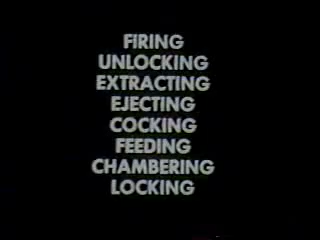 FIRING
UNLOCKING
EXTRACTING
EJECTING
COCKING
FEEDING
CHAMBERING
LOCKING